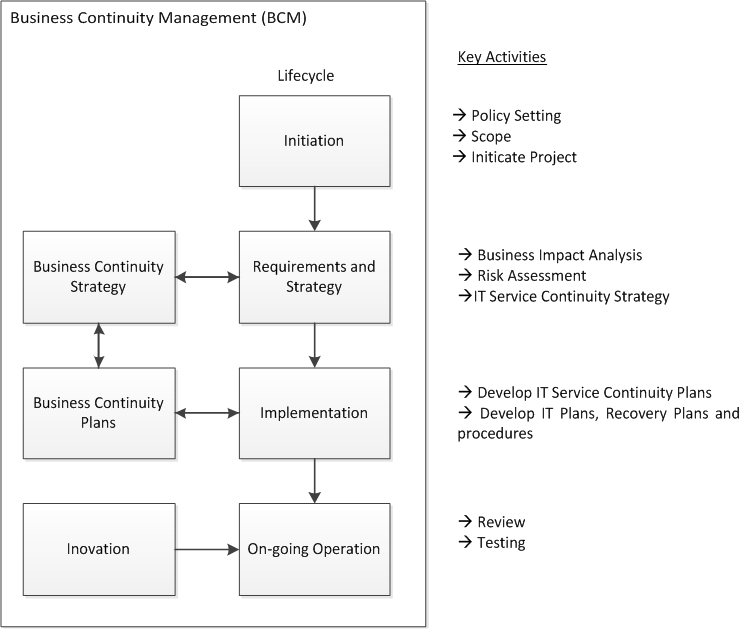 Business Continuity Management (BCM)
Key Activities
Lifecycle
Initiation
→ Policy Setting
→ Scope
→ Initicate Project
Business Continuity
Strategy
Requirements and
Strategy
→ Business Impact Analysis
→ Risk Assessment
→IT Service Continuity Strategy
Business Continuity
Plans
Implementation
→ Develop IT Service Continuity Plans
→ Develop IT Plans, Recovery Plans and
procedures
Inovation
On-going Operation
→ Review
→ Testing